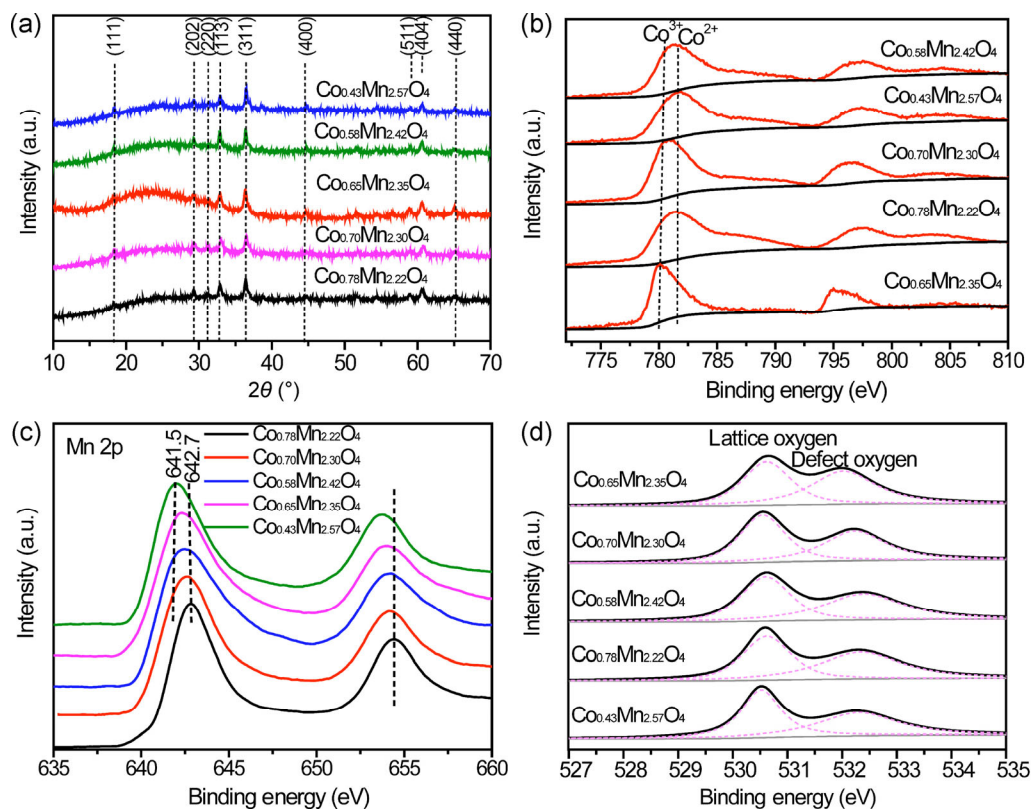 (a)
(111)
(202)
(220)
(113)
(311)
(400)
(511)
(404)
(440)
Co0.43Mn2.57O4
Co0.58Mn2.42O4
Co0.65Mn2.35O4
Co0.70Mn2.30O4
Co0.78Mn2.22O4
Intensity (a.u.)
10 20 30 40 50 60 70
2θ (°)
(b)
Co3+ Co2+
Co0.58Mn2.42O4
Co0.43Mn2.57O4
Co0.70Mn2.30O4
Co0.78Mn2.22O4
Co0.65Mn2.35O4
Intensity (a.u.)
775 780 785 790 795 800 805 810
Binding energy (eV)
(c)
Mn 2p
641.5
642.7
Co0.78Mn2.22O4
Co0.70Mn2.30O4
Co0.58Mn2.42O4
Co0.65Mn2.35O4
Co0.43Mn2.57O4
Intensity (a.u.)
635 640 645 650 655 660
Binding energy (eV)
(d)
Lattice oxygen
Defect oxygen
Co0.65Mn2.35O4
Co0.70Mn2.30O4
Co0.58Mn2.42O4
Co0.78Mn2.22O4
Co0.43Mn2.57O4
Intensity (a.u.)
527 528 529 530 531 532 533 534 535
Binding energy (eV)